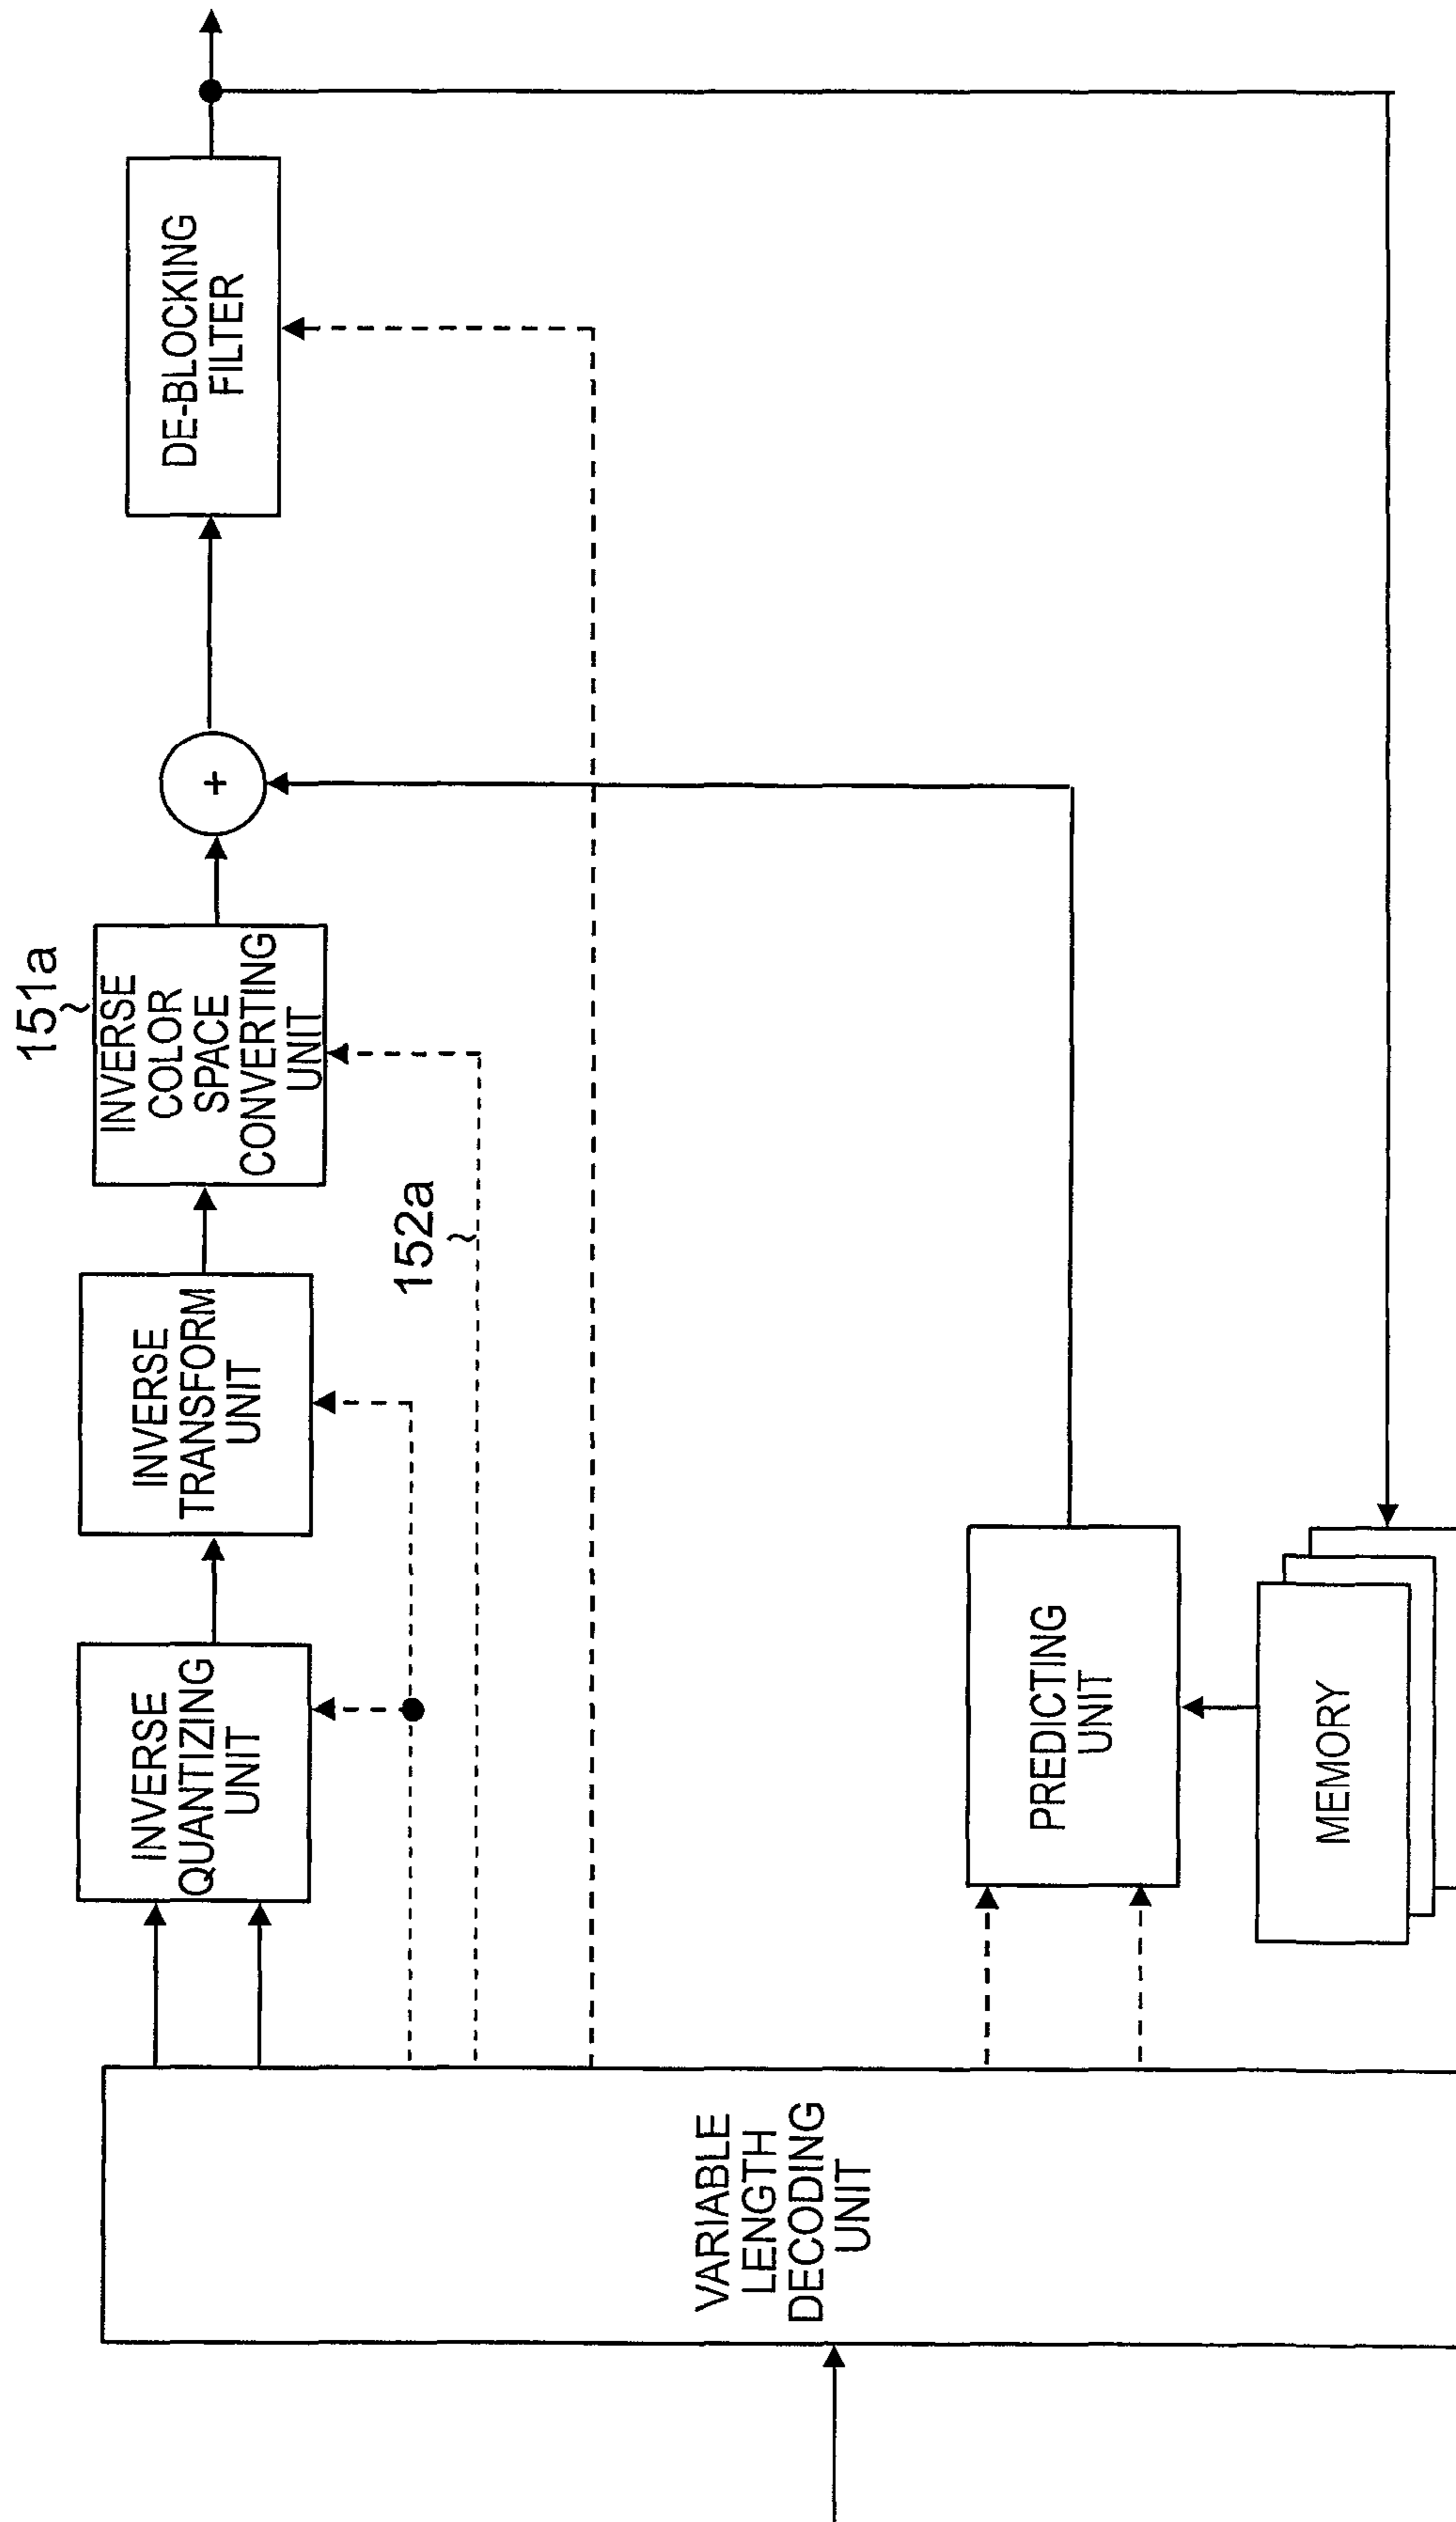 151a
INVERSE
COLOR
SPACE
CONVERTING
UNIT
152a
INVERSE
QUANTIZING
UNIT
INVERSE
TRANSFORM
UNIT
+
DE-BLOCKING
FILTER
VARIABLE
LENGTH
DECODING
UNIT
PREDICTING
UNIT
MEMORY